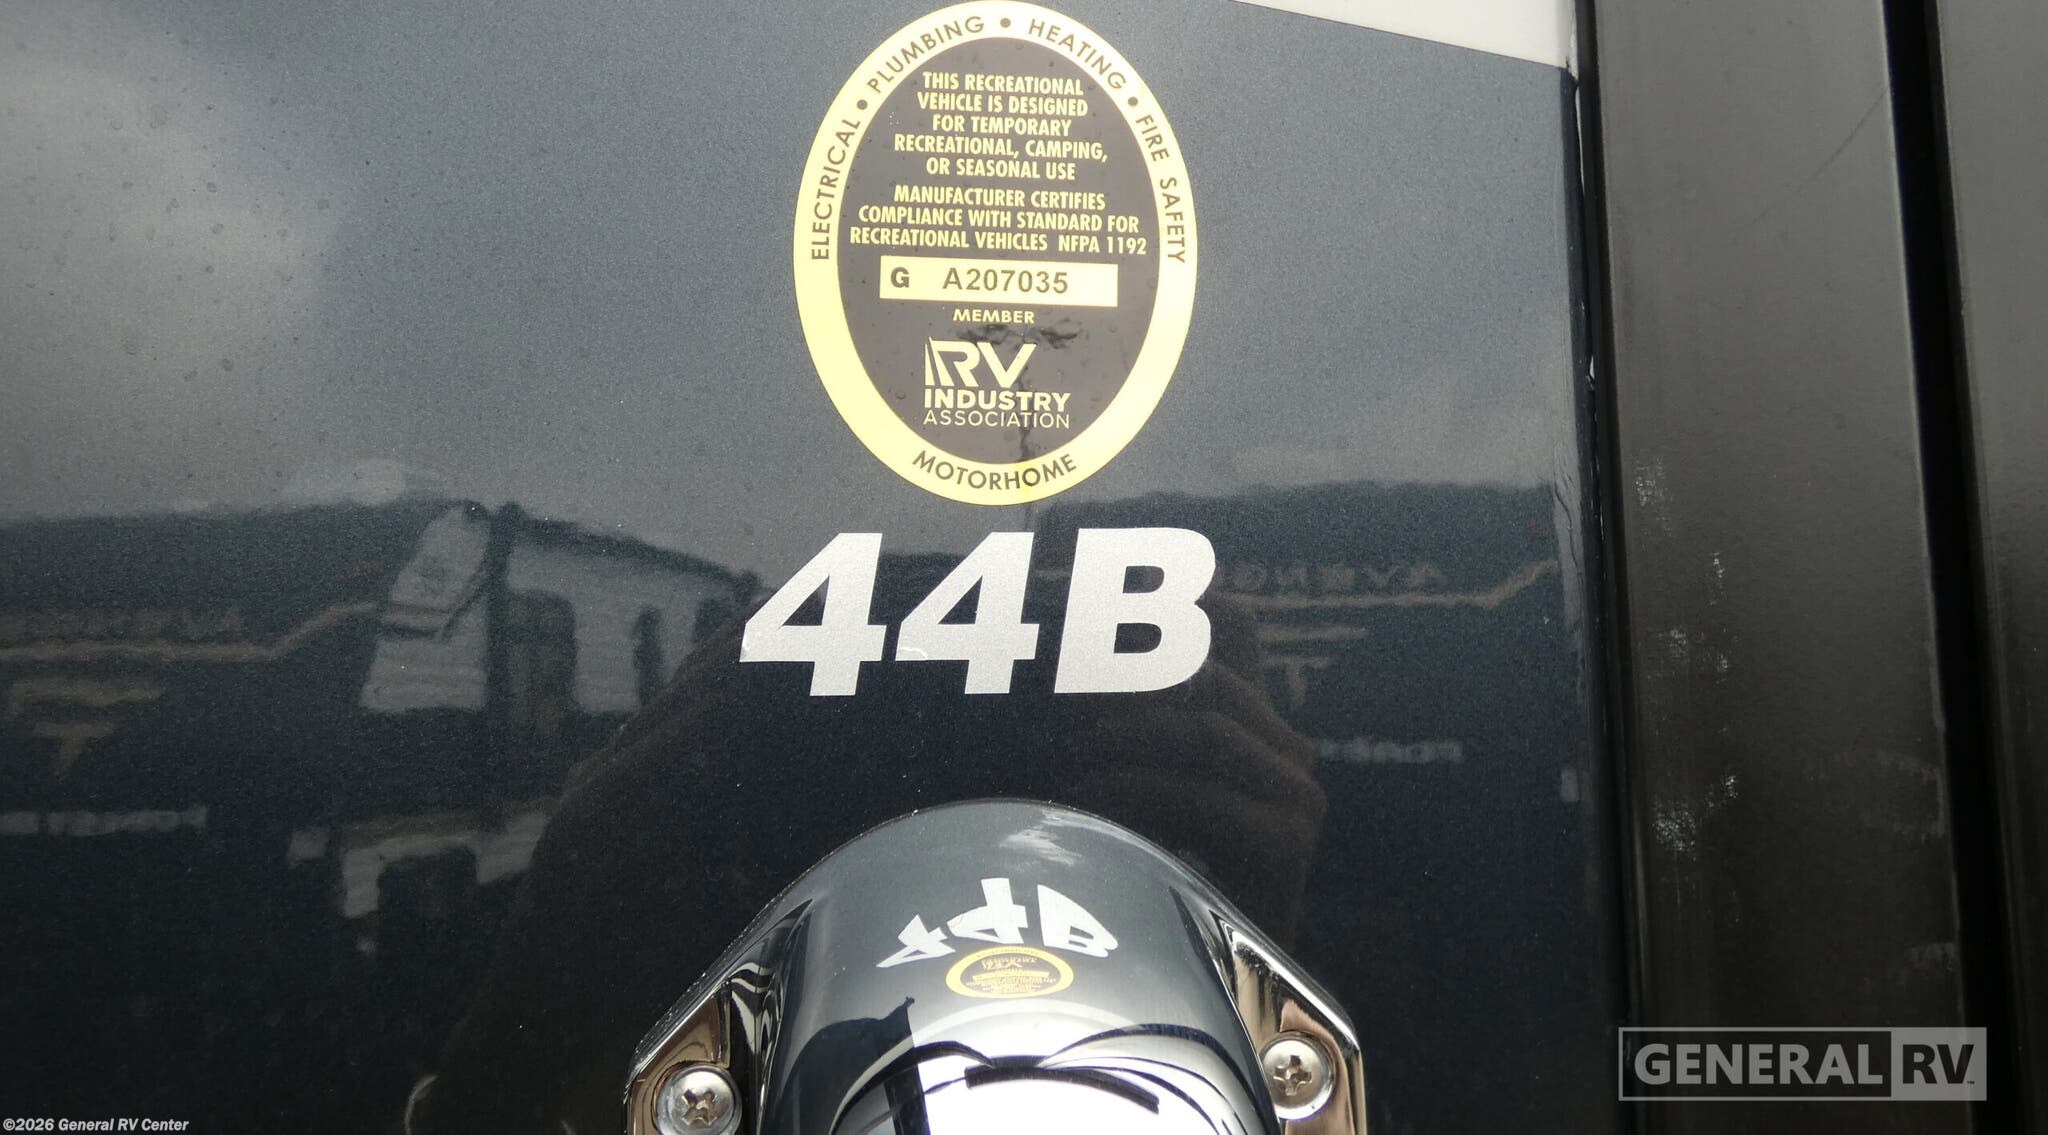 ELECTRICAL • PLUMBING • HEATING • FIRE SAFETY
THIS RECREATIONAL
VEHICLE IS DESIGNED
FOR TEMPORARY
RECREATIONAL, CAMPING,
OR SEASONAL USE
MANUFACTURER CERTIFIES
COMPLIANCE WITH STANDARD FOR
RECREATIONAL VEHICLES NFPA 1192
G A207035
MEMBER
RV
INDUSTRY
ASSOCIATION
MOTORHOME
44B
44B
GENERAL RV
©2026 General RV Center